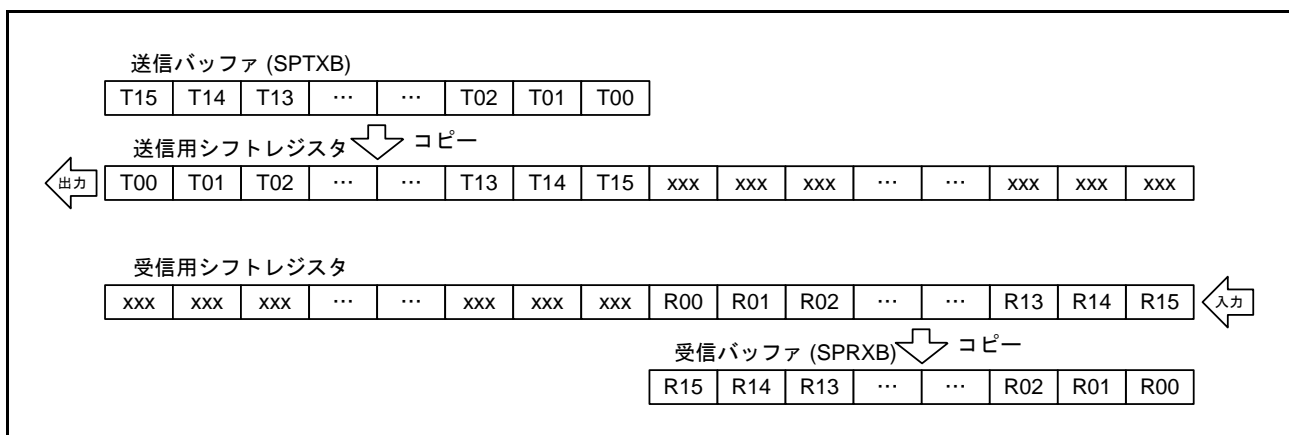 送信バッファ (SPTXB)
T15 T14 T13 … … T02 T01 T00
コピー
送信用シフトレジスタ
出力 T00 T01 T02 … … T13 T14 T15 xxx xxx xxx … … xxx xxx xxx
受信用シフトレジスタ
xxx xxx xxx … … xxx xxx xxx R00 R01 R02 … … R13 R14 R15 入力
コピー
受信バッファ (SPRXB)
R15 R14 R13 … … R02 R01 R00